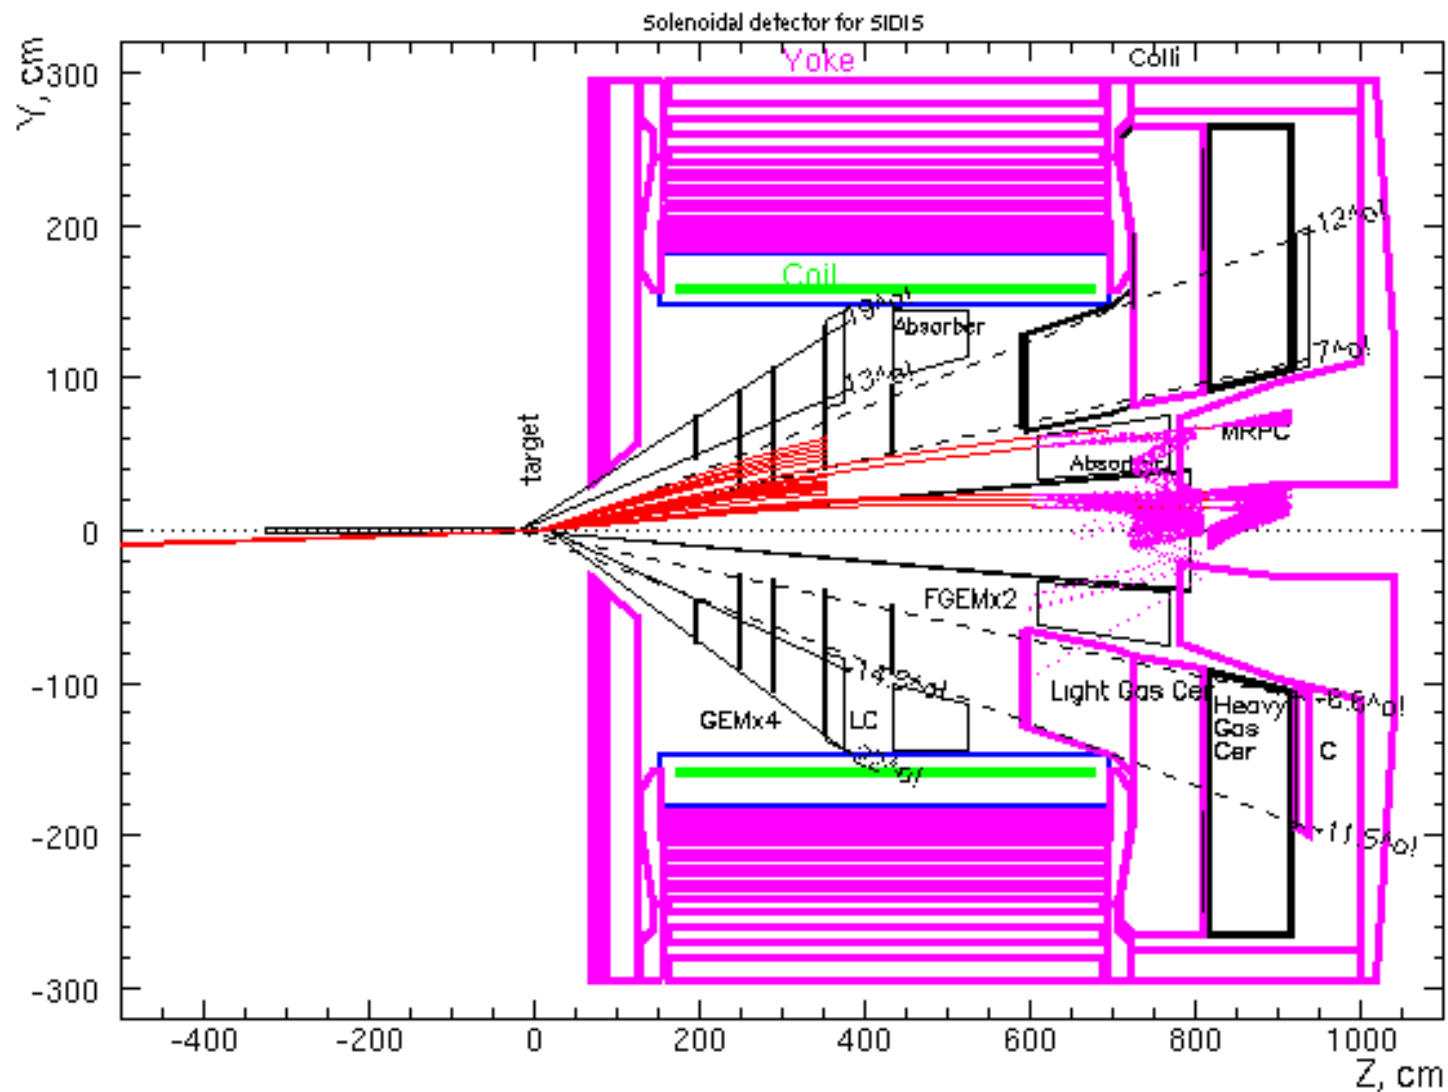 Solenoidal detector for SIDIS
Y, cm
Yoke
Colli
300
200
100
0
-100
-200
-300
Coil
Absorber
12^o!
13^o!
7^o!
target
MRPC
Absorber
FGEMx2
Light Gas Cer
GEMx4
LC
Heavy
Gas
Cer
C
-11.5^o!
-400
-200
0
200
400
600
800
1000
Z, cm